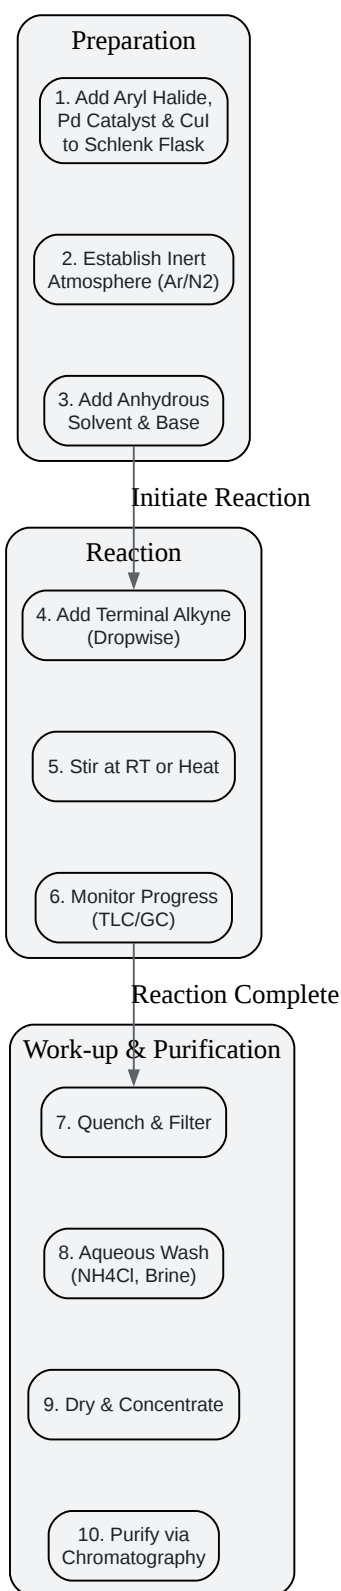 Preparation
1. Add Aryl Halide,
Pd Catalyst & CuI
to Schlenk Flask
2. Establish Inert
Atmosphere (Ar/N2)
3. Add Anhydrous
Solvent & Base
Initiate Reaction
Reaction
4. Add Terminal Alkyne
(Dropwise)
5. Stir at RT or Heat
6. Monitor Progress
(TLC/GC)
Reaction Complete
Work-up & Purification
7. Quench & Filter
8. Aqueous Wash
(NH4Cl, Brine)
9. Dry & Concentrate
10. Purify via
Chromatography